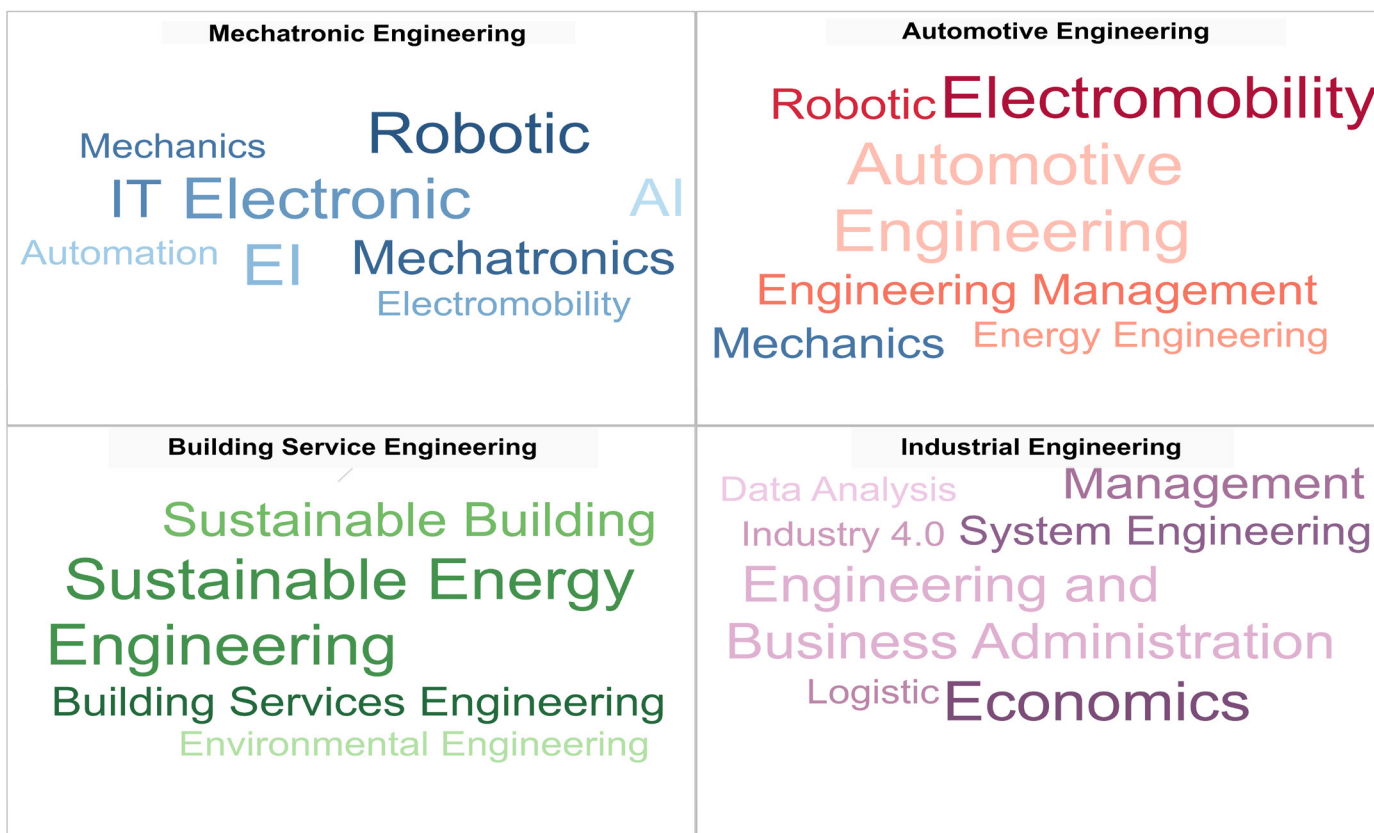 Mechatronic Engineering
Mechanics
Robotic
IT
Electronic
AI
Automation
EI
Mechatronics
Electromobility
Automotive Engineering
Robotic
Electromobility
Automotive
Engineering
Engineering Management
Mechanics
Energy Engineering
Building Service Engineering
Sustainable Building
Sustainable Energy
Engineering
Building Services Engineering
Environmental Engineering
Industrial Engineering
Data Analysis
Management
Industry 4.0
System Engineering
Engineering and
Business Administration
Logistic
Economics